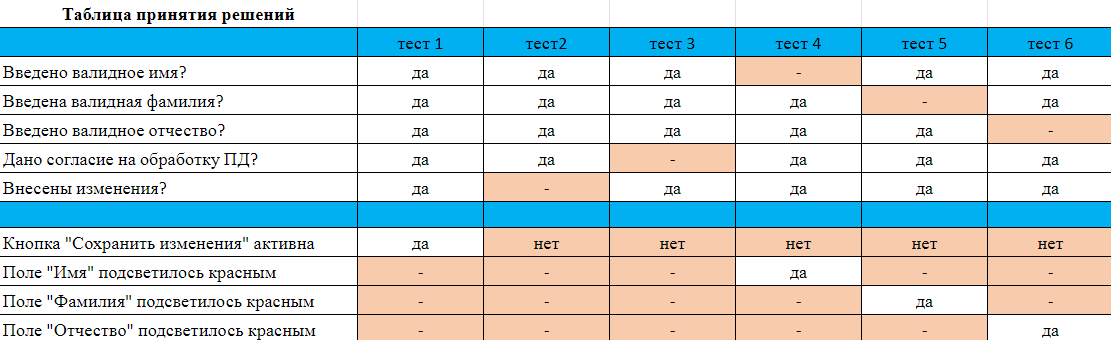 Таблица принятия решений
тест 1 тест2 тест 3 тест 4 тест 5 тест 6
Введено валидное имя? да да да - да да
Введена валидная фамилия? да да да да - да
Введено валидное отчество? да да да да да -
Дано согласие на обработку ПД? да да - да да да
Внесены изменения? да - да да да да
Кнопка "Сохранить изменения" активна да нет нет нет нет нет
Поле "Имя" подсветилось красным - - - да - -
Поле "Фамилия" подсветилось красным - - - - да -
Поле "Отчество" подсветилось красным - - - - - да